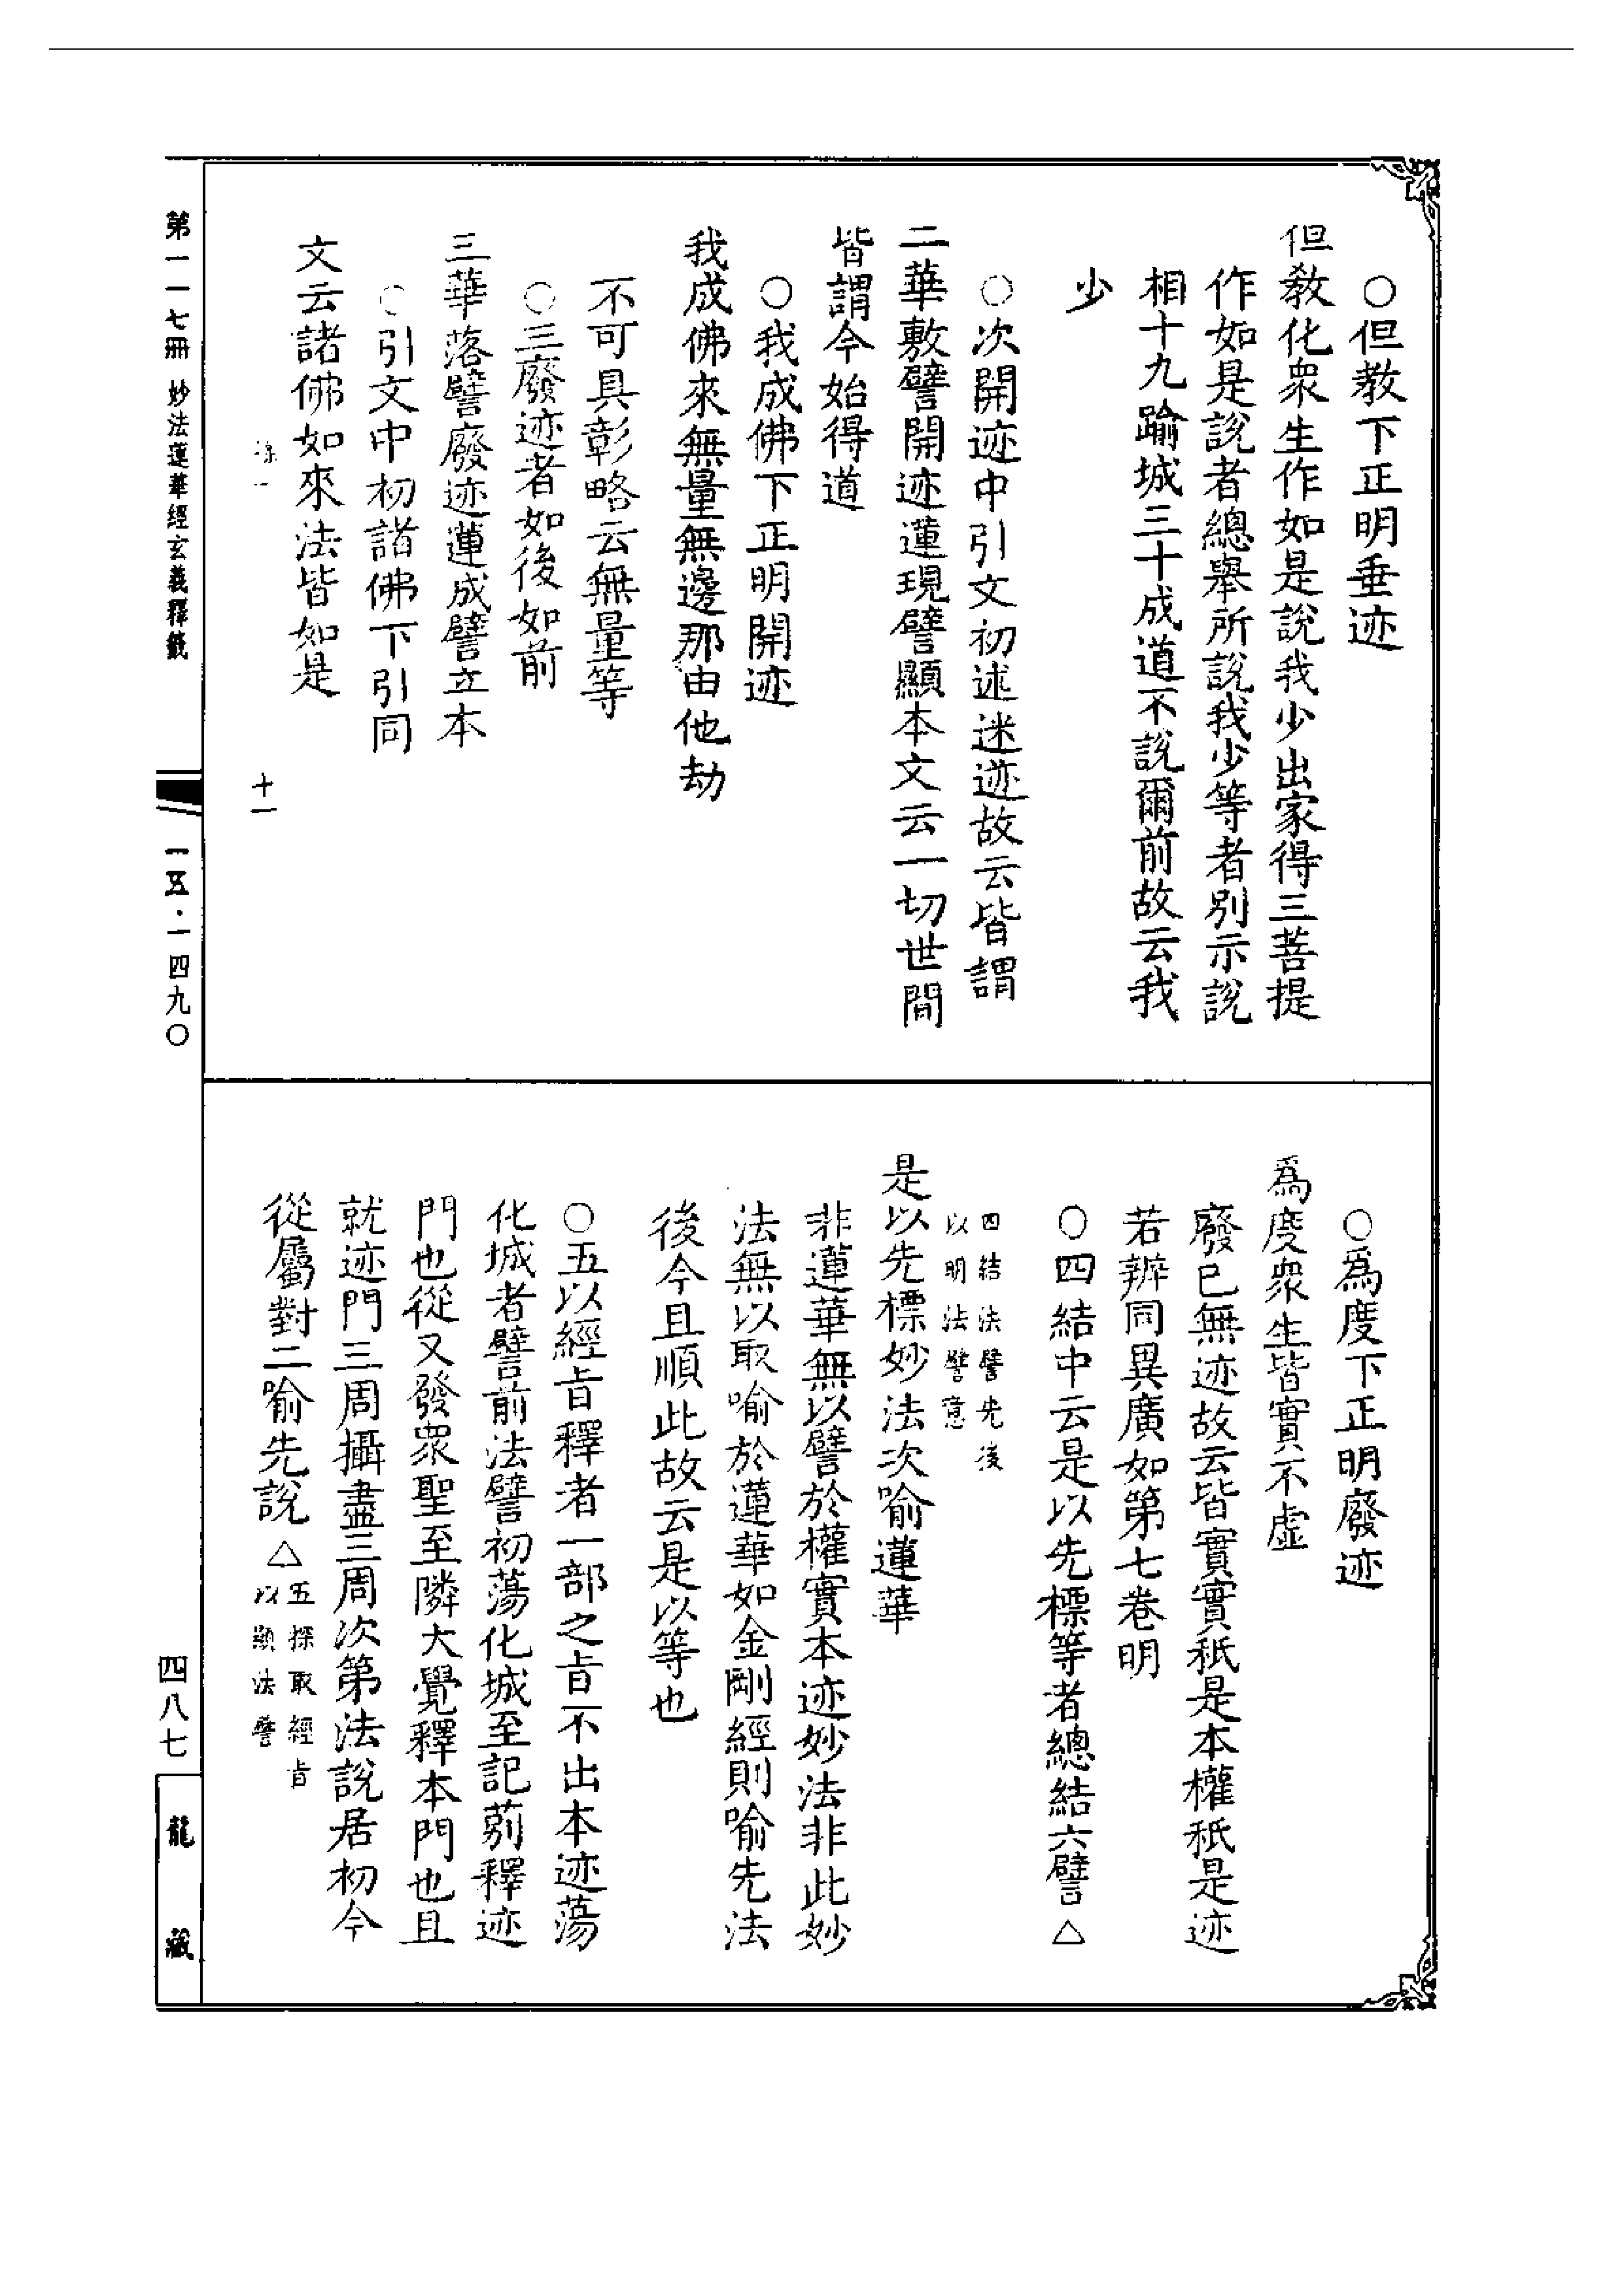 ○但教下正明垂迹
但教化衆生作如是說我少出家得三菩提
作如是說者總舉所說我少等者別示說
相十九踰城三十成道不說爾前故云我
少
○次開迹中引文初述迷迹故云皆謂
二華敷譬開迹蓮現譬顯本文云一切世間
皆謂今始得道
○我成佛下正明開迹
我成佛來無量無邊那由他劫
不可具彰略云無量等
○三廢迹者如後如前
三華落譬廢迹蓮成譬立本
○引文中初諸佛下引同
文云諸佛如來法皆如是
十一
○爲度下正明廢迹
爲度衆生皆實不虛
廢已無迹故云皆實實秖是本權秖是迹
若辨同異廣如第七卷明
○四結中云是以先標等者總結六譬△
四結法譬先後
以明法譬意
是以先標妙法次喻蓮華
非蓮華無以譬於權實本迹妙法非此妙
法無以取喻於蓮華如金剛經則喻先法
後今且順此故云是以等也
○五以經旨釋者一部之旨不出本迹蕩
化城者譬前法譬初蕩化城至記莂釋迹
門也從又發衆聖至隣大覺釋本門也且
就迹門三周攝盡三周次第法說居初今
從屬對二喻先說△
五探取經旨
以顯法譬
第一一七冊 妙法蓮華經玄義釋籤
一五·一四九〇
四八七
龍藏